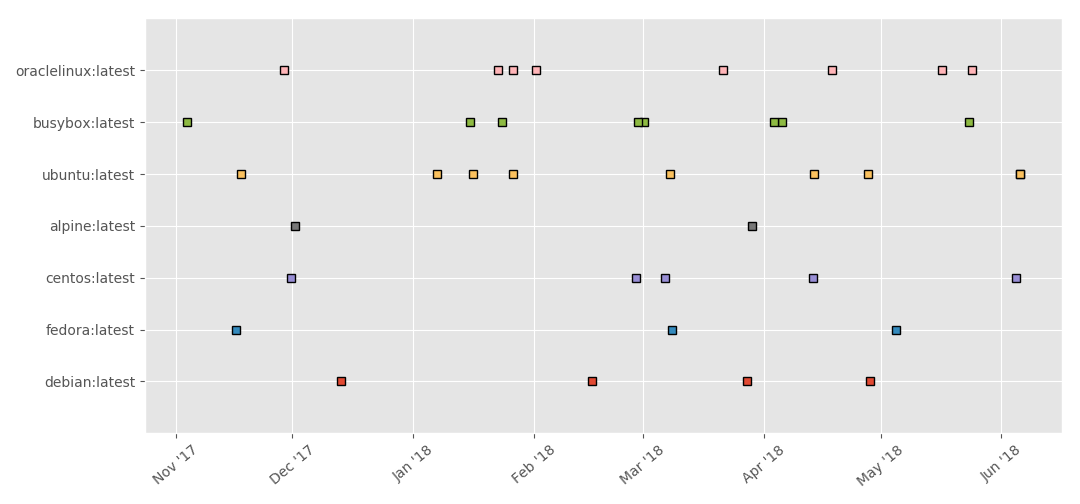 oraclelinux:latest
busybox:latest
ubuntu:latest
alpine:latest
centos:latest
fedora:latest
debian:latest
Nov '17
Dec '17
Jan '18
Feb '18
Mar '18
Apr '18
May '18
Jun '18